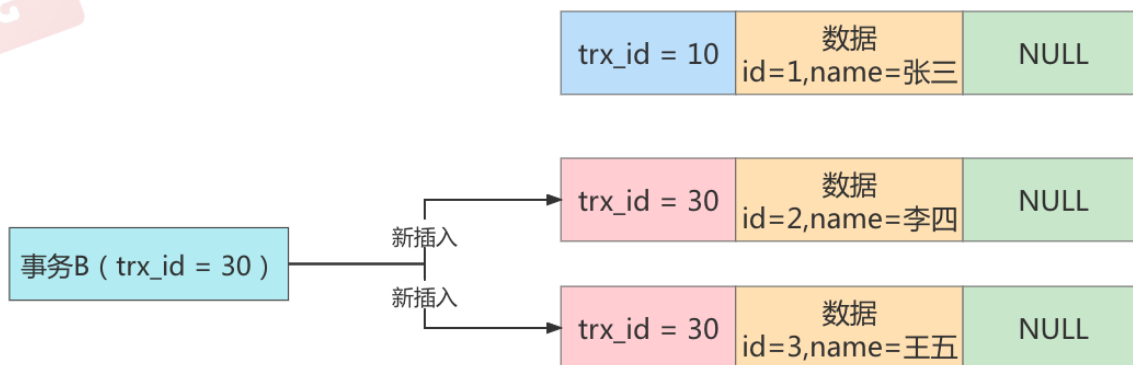 trx_id = 10
数据
id=1,name=张三
NULL
trx_id = 30
数据
id=2,name=李四
NULL
新插入
事务B（trx_id = 30）
新插入
trx_id = 30
数据
id=3,name=王五
NULL